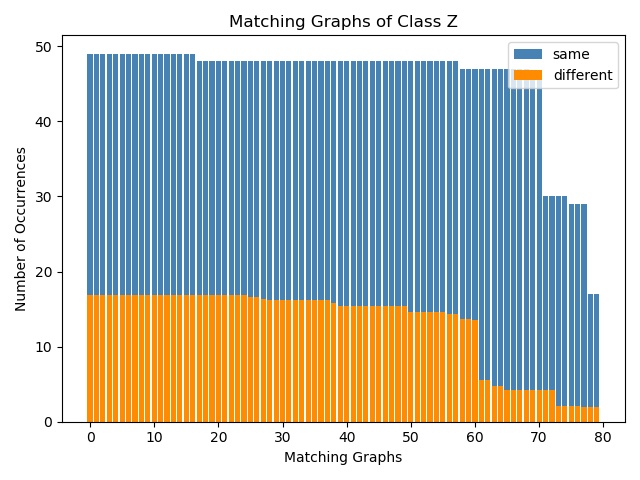 Matching Graphs of Class Z
same
different
Number of Occurrences
50
40
30
20
10
0
0 10 20 30 40 50 60 70 80
Matching Graphs